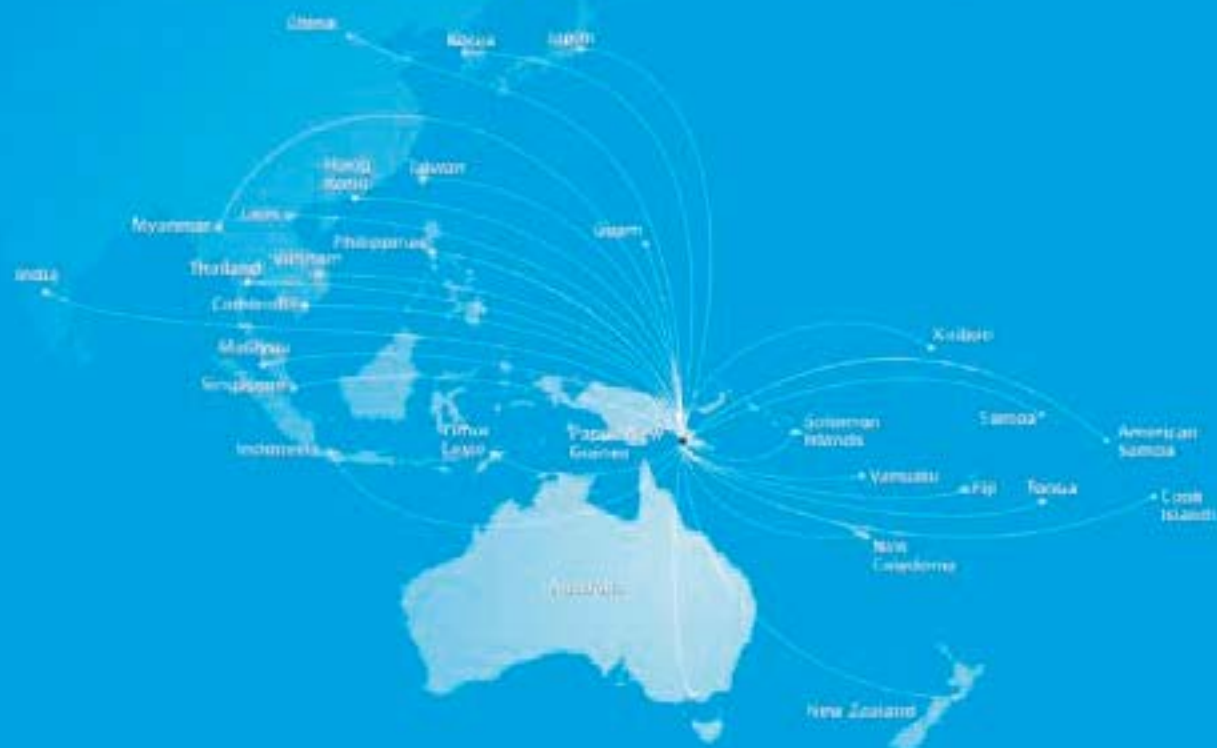 China
Korea
Japan
Hong
Kong
Taiwan
Myanmar
Laos
Philippines
Guam
India
Thailand
Vietnam
Cambodia
Kiribati
Malaysia
Singapore
Samoa
Solomon
Islands
American
Samoa
Timor
Leste
Papua New
Guinea
Indonesia
Vanuatu
Fiji
Tonga
Cook
Islands
New
Caledonia
Australia
New Zealand